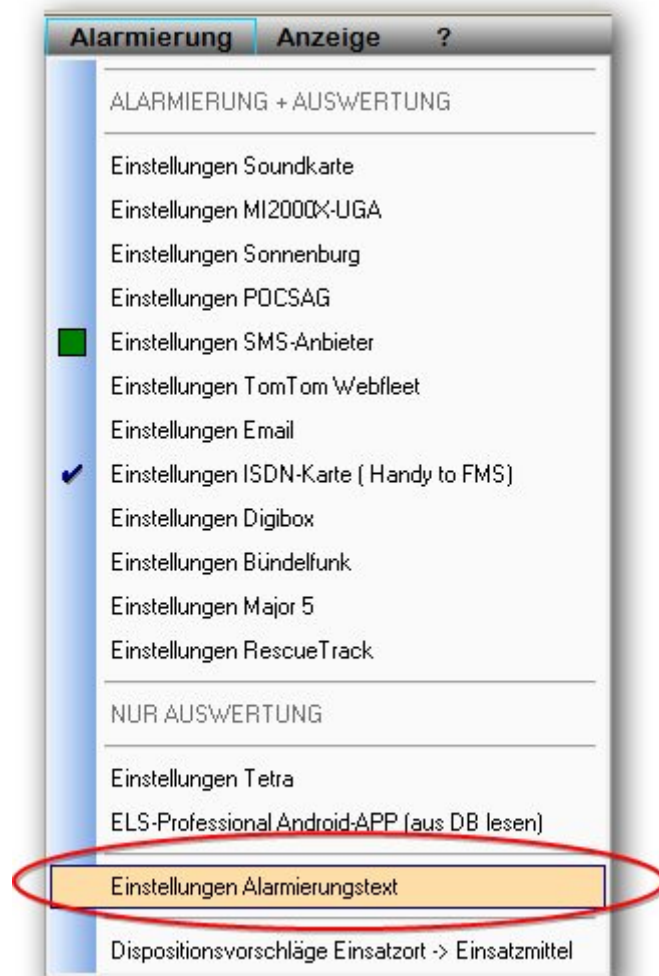 Alarmierung Anzeige ?
ALARMIERUNG + AUSWERTUNG
Einstellungen Soundkarte
Einstellungen MI2000X-UGA
Einstellungen Sonnenburg
Einstellungen POCSAG
Einstellungen SMS-Anbieter
Einstellungen TomTom Webfleet
Einstellungen Email
Einstellungen ISDN-Karte ( Handy to FMS)
Einstellungen Digibox
Einstellungen Bündelfunk
Einstellungen Major 5
Einstellungen RescueTrack
NUR AUSWERTUNG
Einstellungen Tetra
ELS-Professional Android-APP (aus DB lesen)
Einstellungen Alarmierungstext
Dispositionsvorschläge Einsatzort -> Einsatzmittel